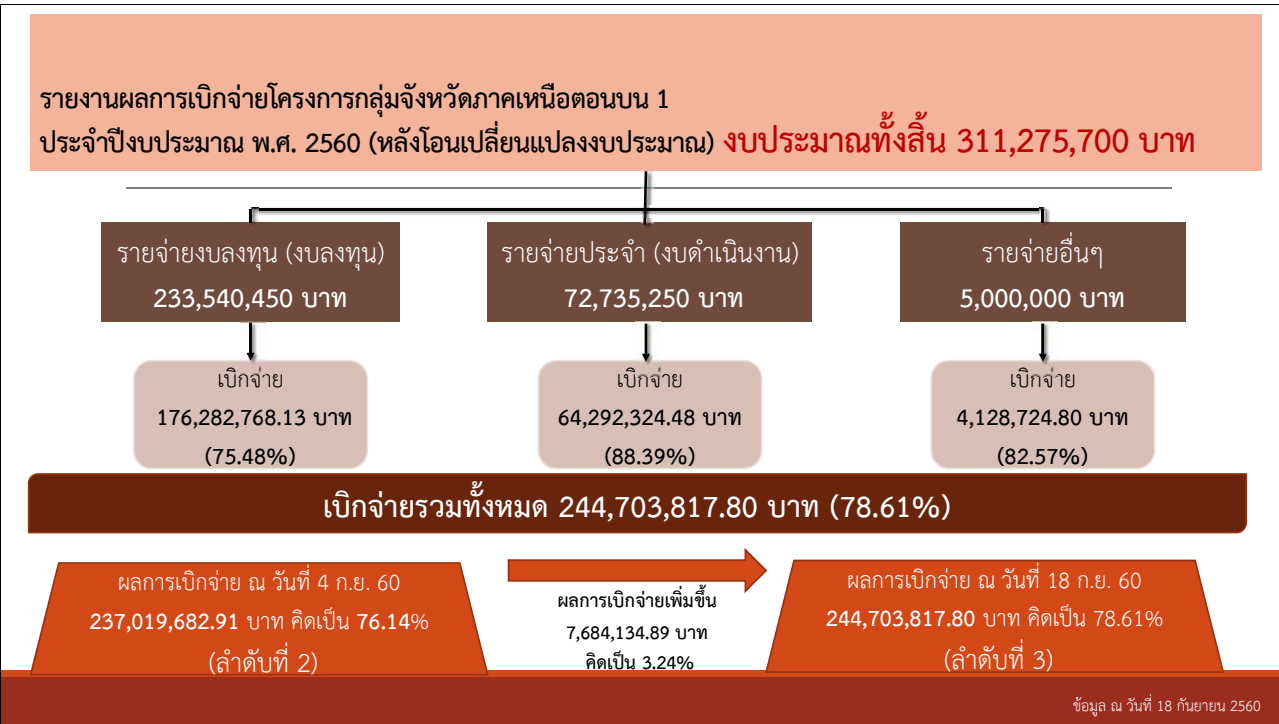 รายงานผลการเบิกจ่ายโครงการกลุ่มจังหวัดภาคเหนือตอนบน 1
ประจำปีงบประมาณ พ.ศ. 2560 (หลังโอนเปลี่ยนแปลงงบประมาณ) งบประมาณทั้งสิ้น 311,275,700 บาท
รายจ่ายงบลงทุน (งบลงทุน)
233,540,450 บาท
รายจ่ายประจำ (งบดำเนินงาน)
72,735,250 บาท
รายจ่ายอื่นๆ
5,000,000 บาท
เบิกจ่าย
176,282,768.13 บาท
(75.48%)
เบิกจ่าย
64,292,324.48 บาท
(88.39%)
เบิกจ่าย
4,128,724.80 บาท
(82.57%)
เบิกจ่ายรวมทั้งหมด 244,703,817.80 บาท (78.61%)
ผลการเบิกจ่าย ณ วันที่ 4 ก.ย. 60
237,019,682.91 บาท คิดเป็น 76.14%
(ลำดับที่ 2)
ผลการเบิกจ่ายเพิ่มขึ้น
7,684,134.89 บาท
คิดเป็น 3.24%
ผลการเบิกจ่าย ณ วันที่ 18 ก.ย. 60
244,703,817.80 บาท คิดเป็น 78.61%
(ลำดับที่ 3)
ข้อมูล ณ วันที่ 18 กันยายน 2560